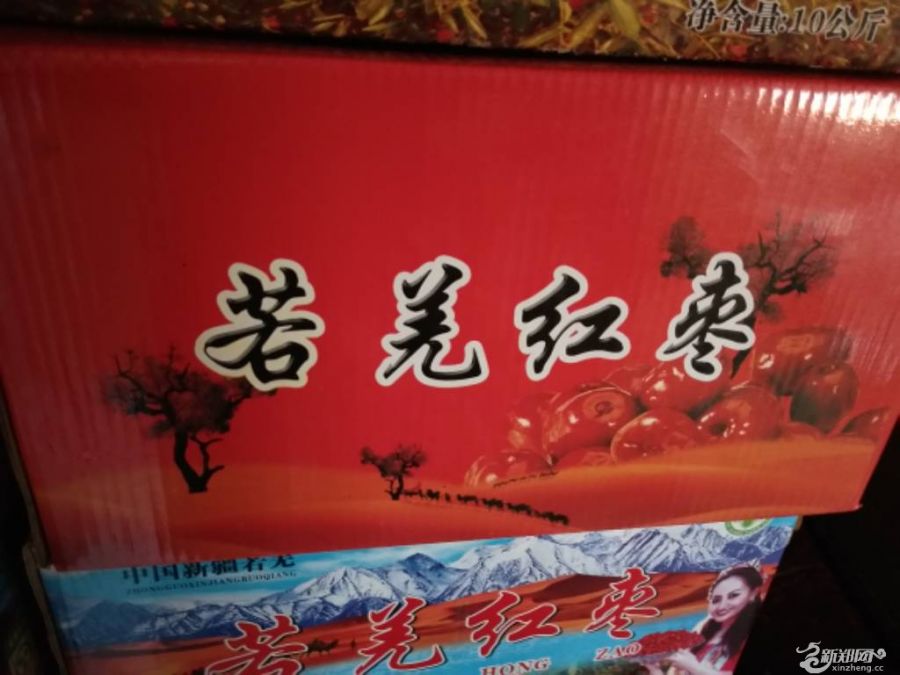 净含量:10公斤
若羌红枣
中国新疆若羌
ZHONGGUOXINJIANGRUOQIANG
若羌红枣
HONG ZAO
新郑网
xinzheng.cc